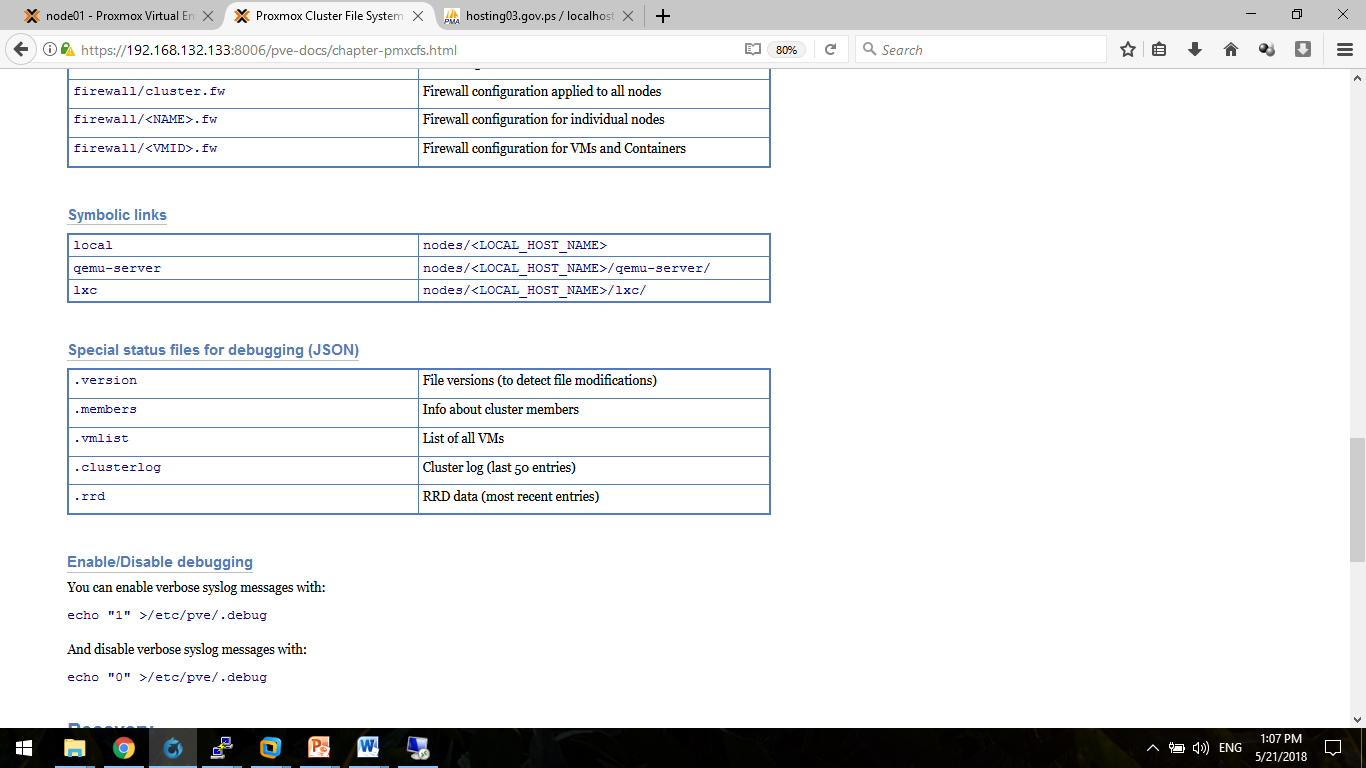 node01 - Proxmox Virtual En
Proxmox Cluster File System
PMA
hosting03.gov.ps / localhost
https://192.168.132.133:8006/pve-docs/chapter-pmxcfs.html
80%
Search
firewall/cluster.fw Firewall configuration applied to all nodes
firewall/<NAME>.fw Firewall configuration for individual nodes
firewall/<VMID>.fw Firewall configuration for VMs and Containers
Symbolic links
local nodes/<LOCAL_HOST_NAME>
qemu-server nodes/<LOCAL_HOST_NAME>/qemu-server/
lxc nodes/<LOCAL_HOST_NAME>/lxc/
Special status files for debugging (JSON)
.version File versions (to detect file modifications)
.members Info about cluster members
.vmlist List of all VMs
.clusterlog Cluster log (last 50 entries)
.rrd RRD data (most recent entries)
Enable/Disable debugging
You can enable verbose syslog messages with:
echo "1" >/etc/pve/.debug
And disable verbose syslog messages with:
echo "0" >/etc/pve/.debug
Recovery
ENG
1:07 PM
5/21/2018